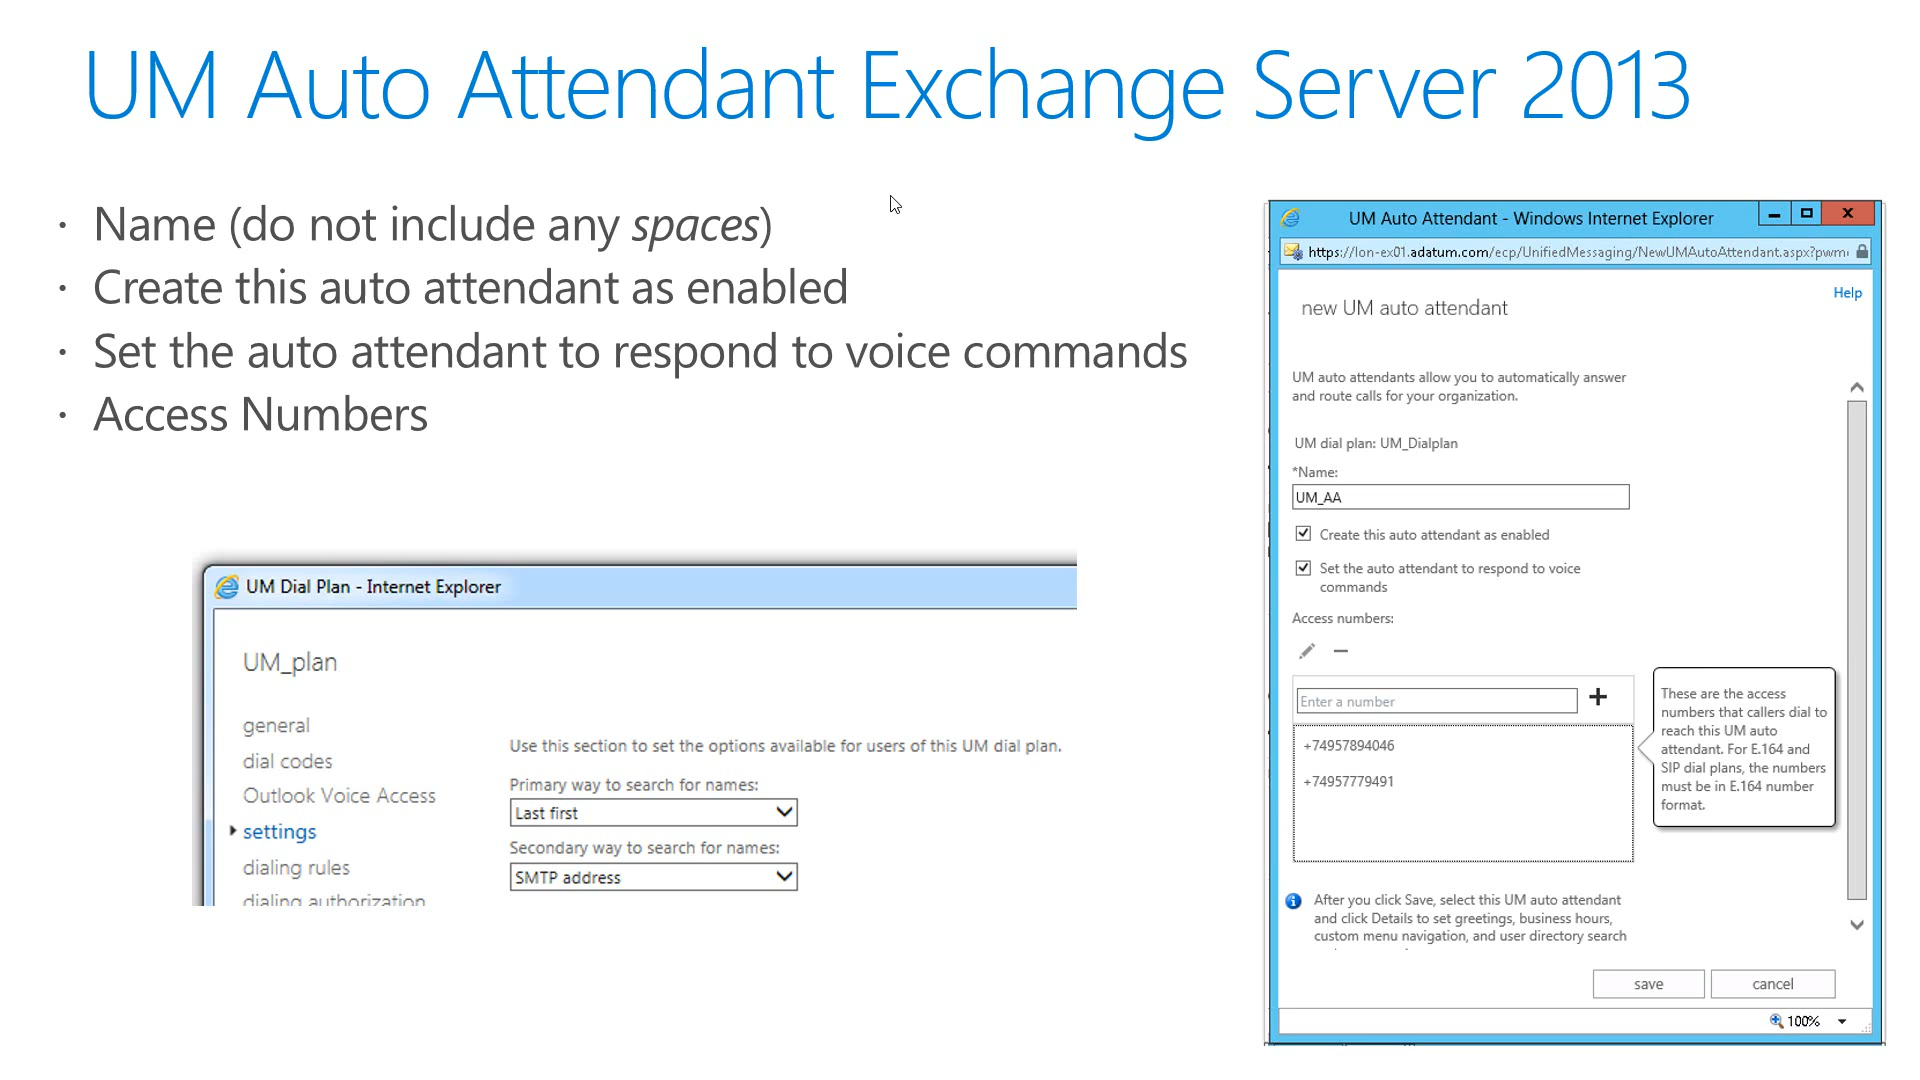 UM Auto Attendant Exchange Server 2013
· Name (do not include any spaces)
· Create this auto attendant as enabled
· Set the auto attendant to respond to voice commands
· Access Numbers
UM Dial Plan - Internet Explorer
UM_plan
general
dial codes
Outlook Voice Access
settings
dialing rules
dialing authorization
Use this section to set the options available for users of this UM dial plan.
Primary way to search for names:
Last first
Secondary way to search for names:
SMTP address
UM Auto Attendant - Windows Internet Explorer
https://lon-ex01.adatum.com/ecp/UnifiedMessaging/NewUMAutoAttendant.aspx?pwm
Help
new UM auto attendant
UM auto attendants allow you to automatically answer
and route calls for your organization.
UM dial plan: UM_Dialplan
*Name:
UM_AA
Create this auto attendant as enabled
Set the auto attendant to respond to voice
commands
Access numbers:
Enter a number
+74957894046
+74957779491
These are the access
numbers that callers dial to
reach this UM auto
attendant. For E.164 and
SIP dial plans, the numbers
must be in E.164 number
format.
After you click Save, select this UM auto attendant
and click Details to set greetings, business hours,
custom menu navigation, and user directory search
save
cancel
100%